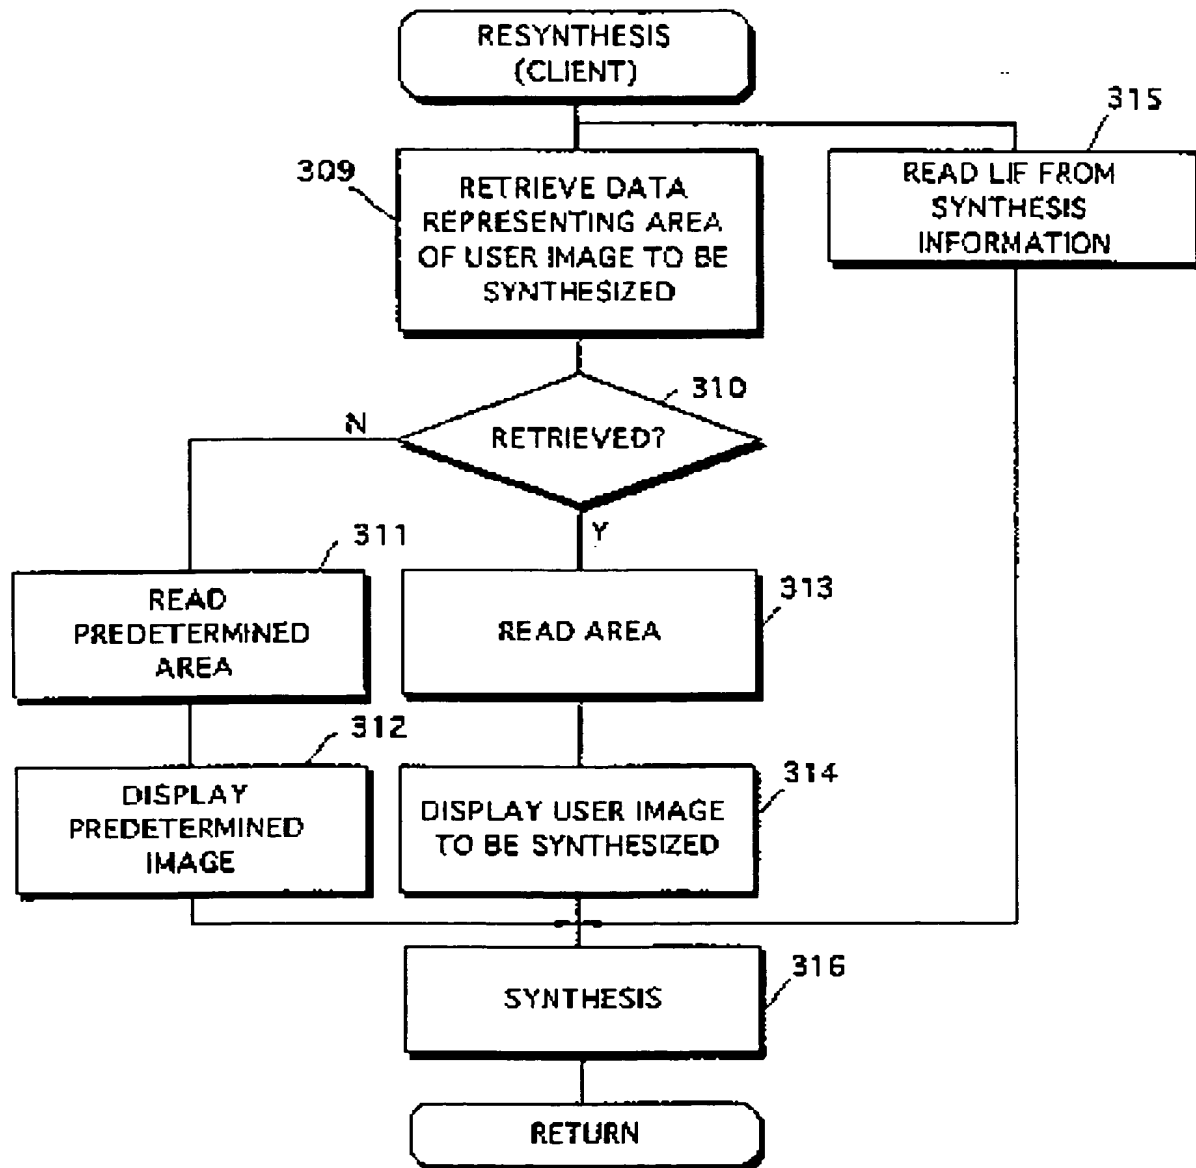 RESYNTHESIS
(CLIENT)
315
READ LIF FROM
SYNTHESIS
INFORMATION
309
RETRIEVE DATA
REPRESENTING AREA
OF USER IMAGE TO BE
SYNTHESIZED
310
N
RETRIEVED?
Y
311
READ
PREDETERMINED
AREA
313
READ AREA
312
DISPLAY
PREDETERMINED
IMAGE
314
DISPLAY USER IMAGE
TO BE SYNTHESIZED
316
SYNTHESIS
RETURN